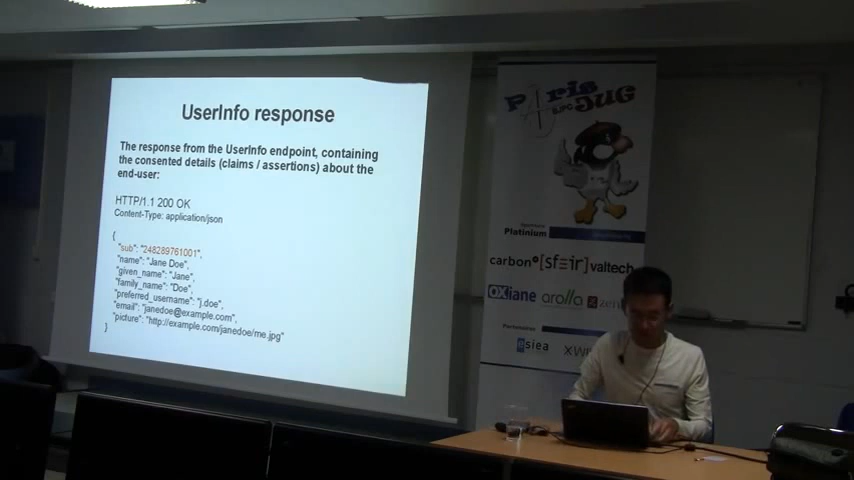 UserInfo response
The response from the UserInfo endpoint, containing
the consented details (claims / assertions) about the
end-user:
HTTP/1.1 200 OK
Content-Type: application/json
{
"sub": "248289761001",
"name": "Jane Doe",
"given_name": "Jane",
"family_name": "Doe",
"preferred_username": "j.doe",
"email": "janedoe@example.com",
"picture": "http://example.com/janedoe/me.jpg"
}
Paris
JUG
Platinium
carbon [sfeir] valtech
OXiane arolla
esiea